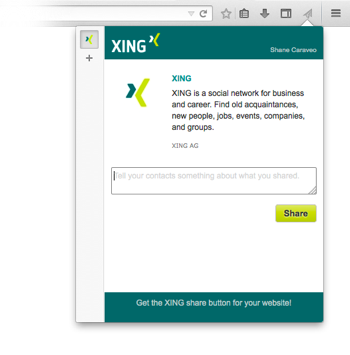 XING
Shane Caraveo
XING
XING is a social network for business
and career. Find old acquaintances,
new people, jobs, events, companies,
and groups.
XING AG
Tell your contacts something about what you shared.
Share
Get the XING share button for your website!